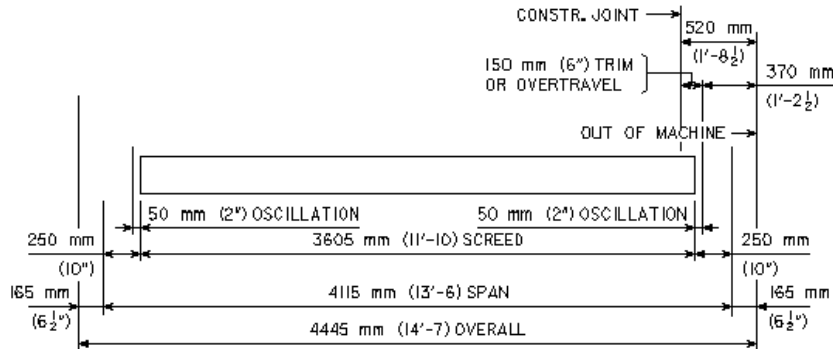 CONSTR. JOINT
520 mm
(1'-8½)
150 mm (6") TRIM
OR OVERTRAVEL
370 mm
(1'-2½)
OUT OF MACHINE
50 mm (2") OSCILLATION
50 mm (2") OSCILLATION
250 mm
(10")
3605 mm (11'-10) SCREED
250 mm
(10")
165 mm
(6½")
4115 mm (13'-6) SPAN
165 mm
(6½")
4445 mm (14'-7) OVERALL